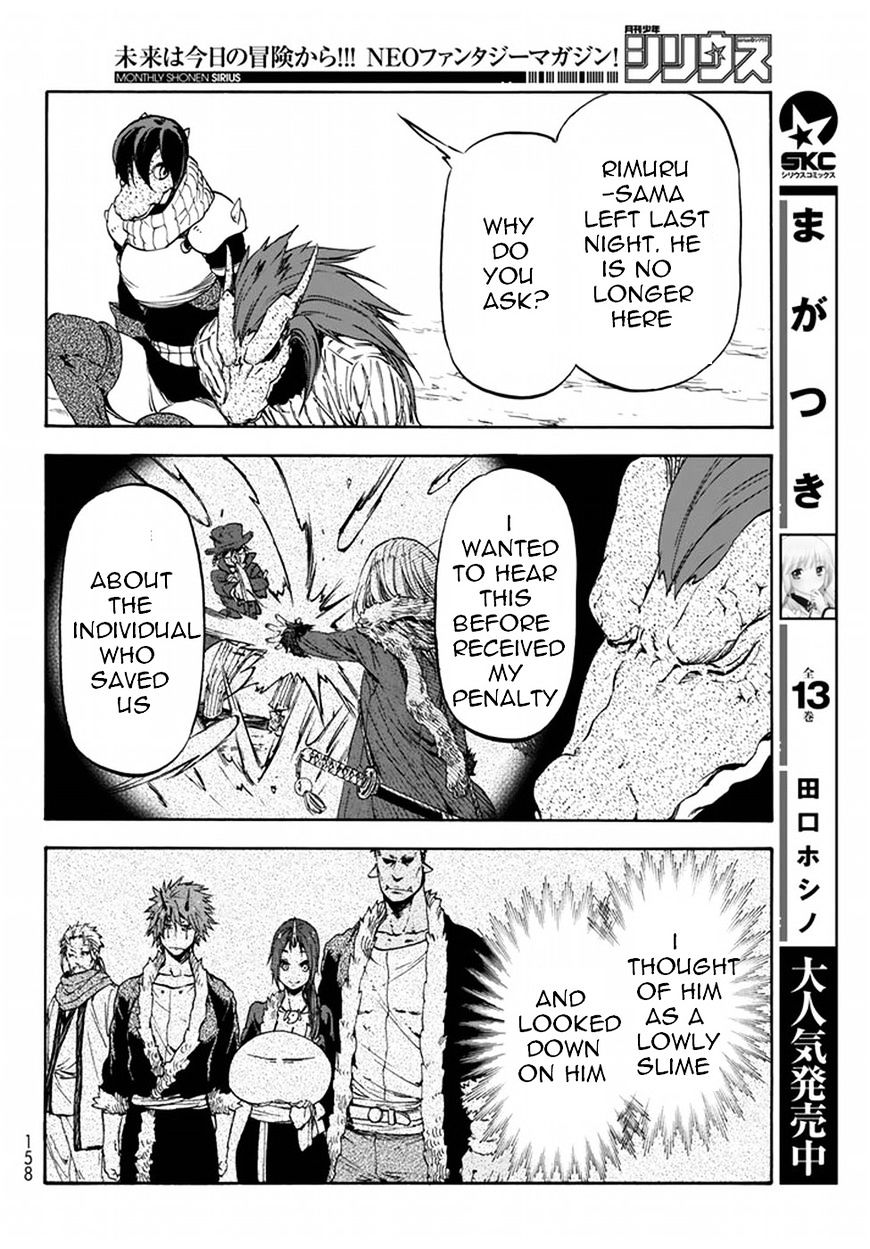 未来は今日の冒険から!!! NEOファンタジーマガジン!
月刊少年
シリウス
MONTHLY SHONEN SIRIUS
RIMURU
-SAMA
LEFT LAST
NIGHT. HE
IS NO
LONGER
HERE
WHY
DO
YOU
ASK?
I
WANTED
TO HEAR
THIS
BEFORE
RECEIVED
MY
PENALTY
ABOUT
THE
INDIVIDUAL
WHO
SAVED
US
I
THOUGHT
OF HIM
AS A
LOWLY
SLIME
AND
LOOKED
DOWN
ON HIM
SKC
シリウスコミックス
まがつき
全13巻
田口ホシノ
大人気発売中
158